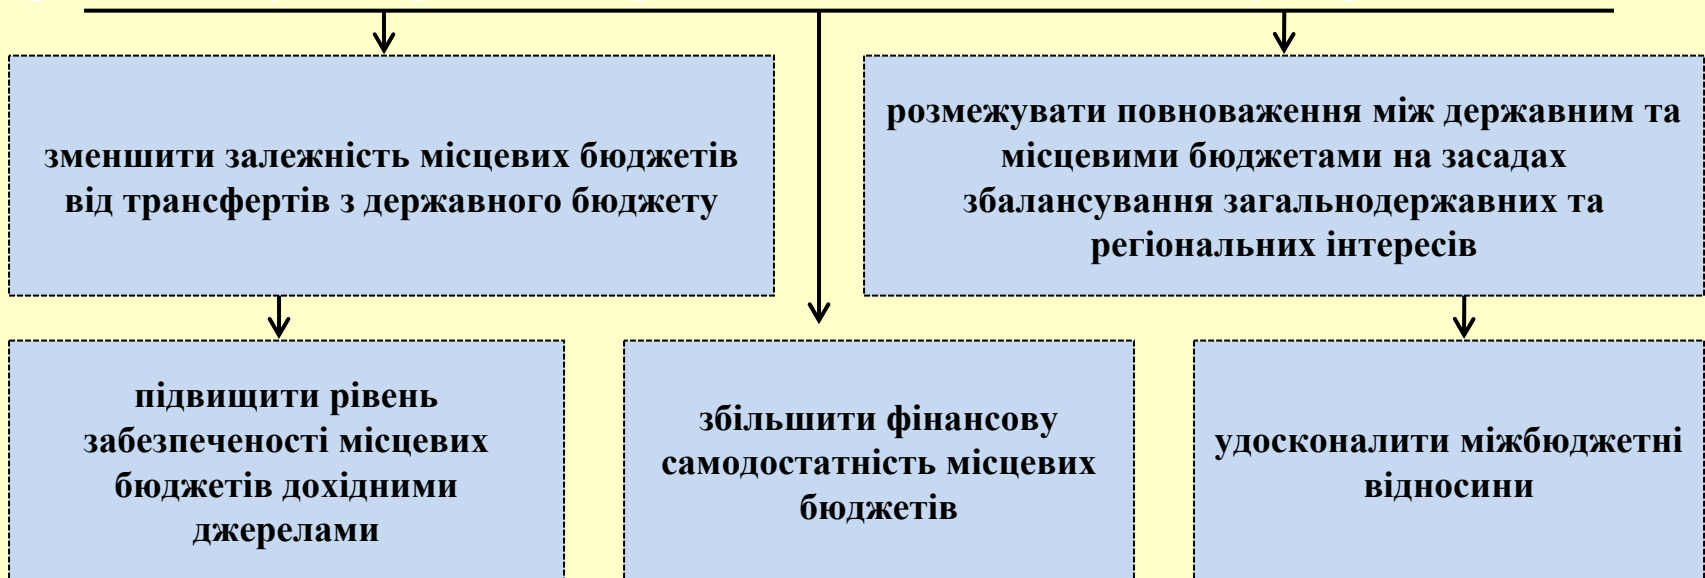 зменшити залежність місцевих бюджетів
від трансфертів з державного бюджету
розмежувати повноваження між державним та
місцевими бюджетами на засадах
збалансування загальнодержавних та
регіональних інтересів
підвищити рівень
забезпеченості місцевих
бюджетів дохідними
джерелами
збільшити фінансову
самодостатність місцевих
бюджетів
удосконалити міжбюджетні
відносини